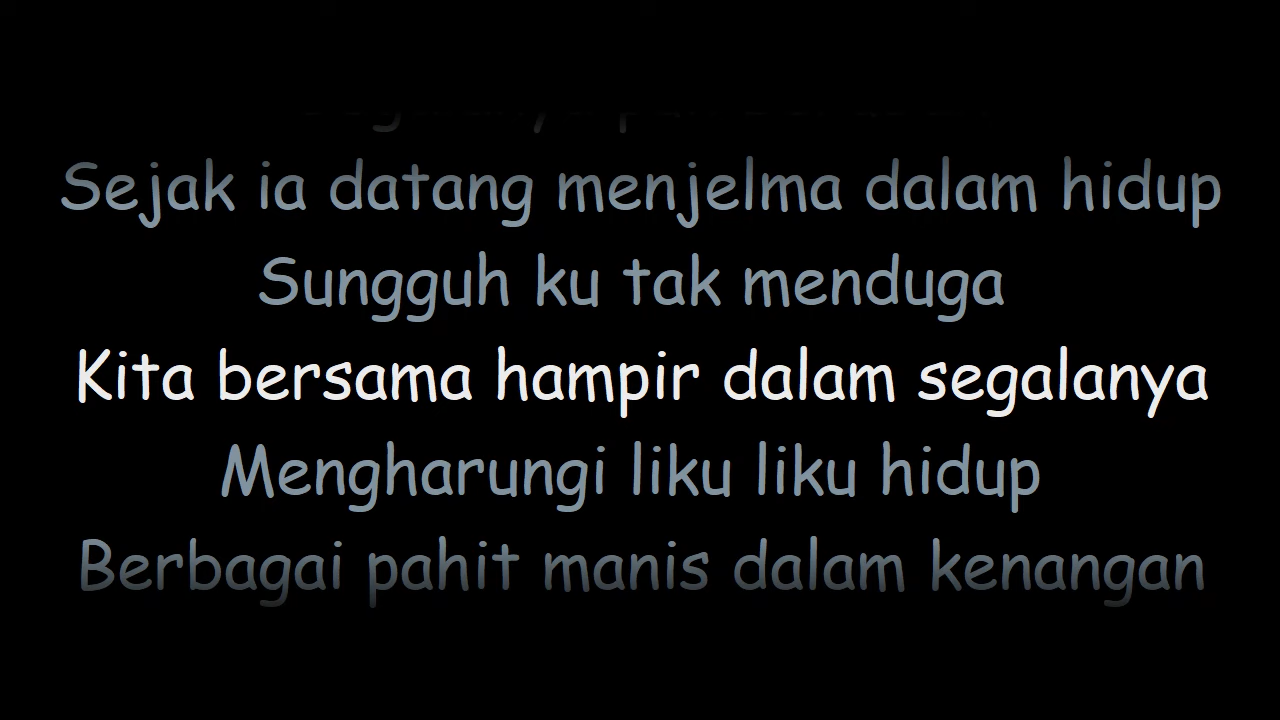 Sejak ia datang menjelma dalam hidup
Sungguh ku tak menduga
Kita bersama hampir dalam segalanya
Mengharungi liku liku hidup
Berbagai pahit manis dalam kenangan